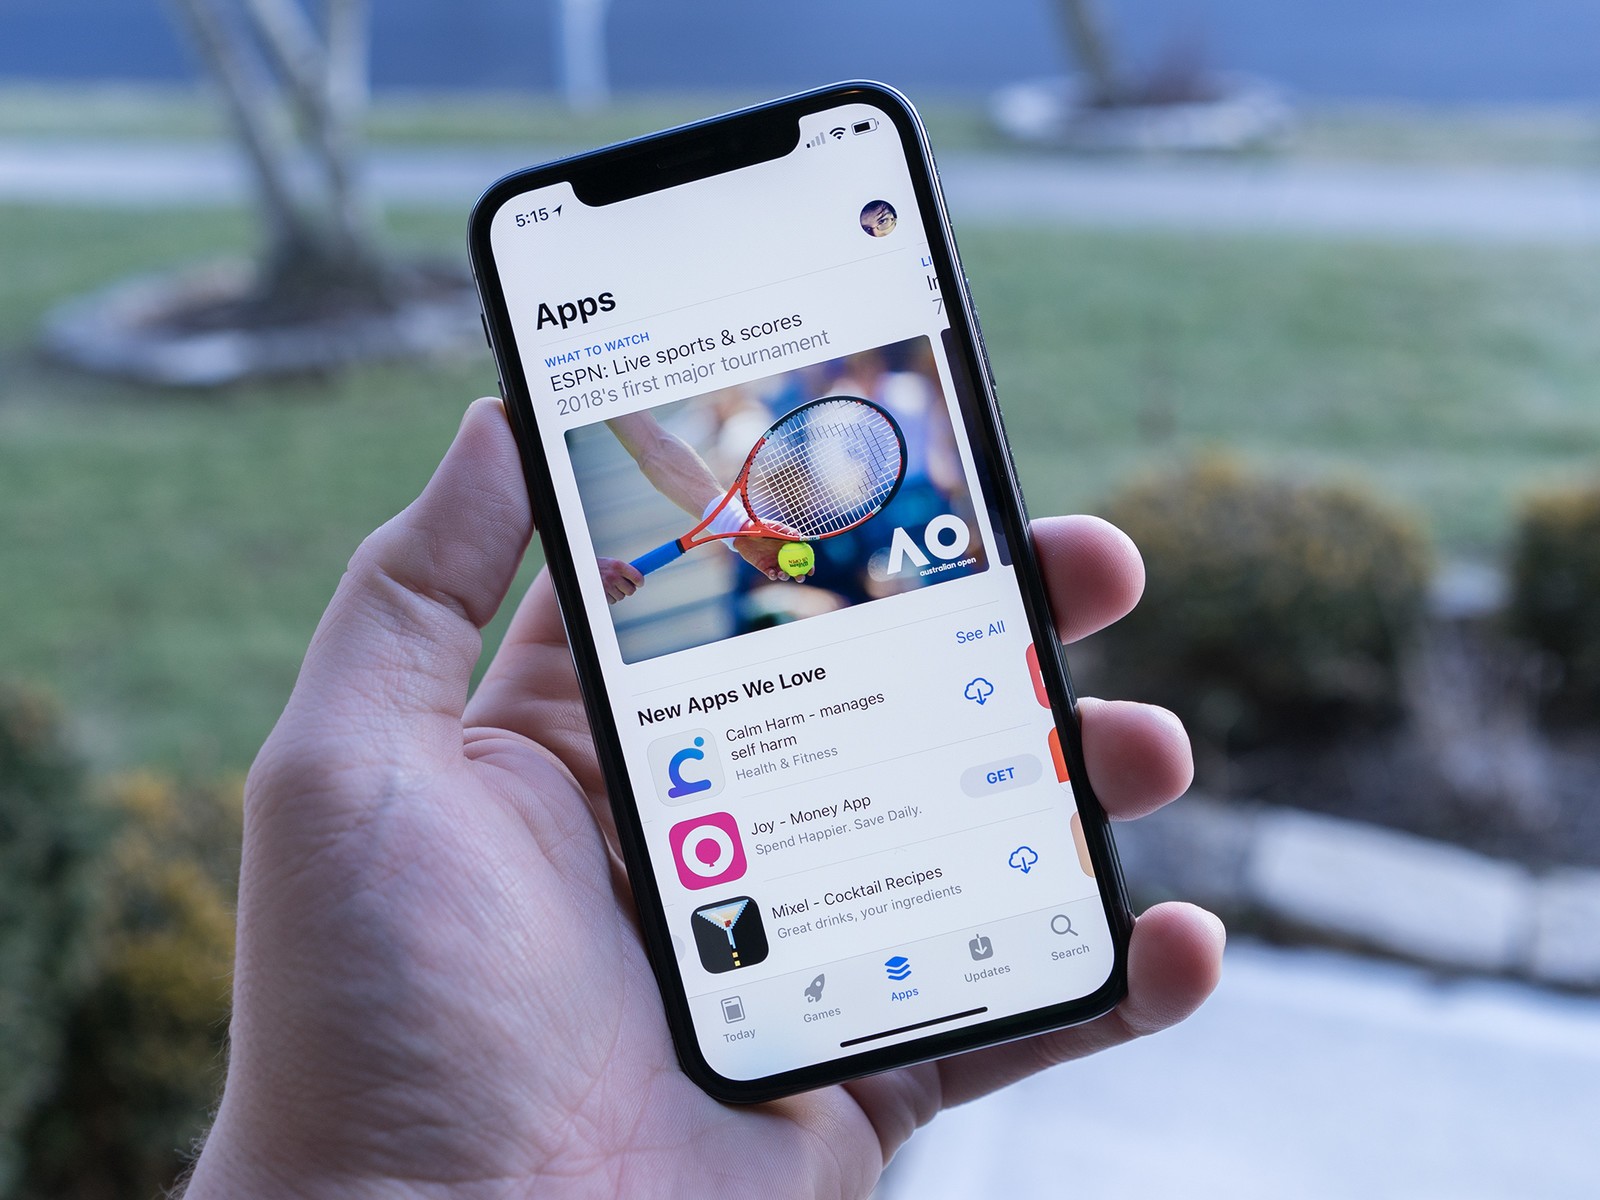 5:15
Apps
WHAT TO WATCH
ESPN: Live sports & scores
2018's first major tournament
AO
australian open
New Apps We Love
See All
Calm Harm - manages
self harm
Health & Fitness
Joy - Money App
Spend Happier. Save Daily.
GET
Mixel - Cocktail Recipes
Great drinks, your ingredients
Today
Games
Apps
Updates
Search